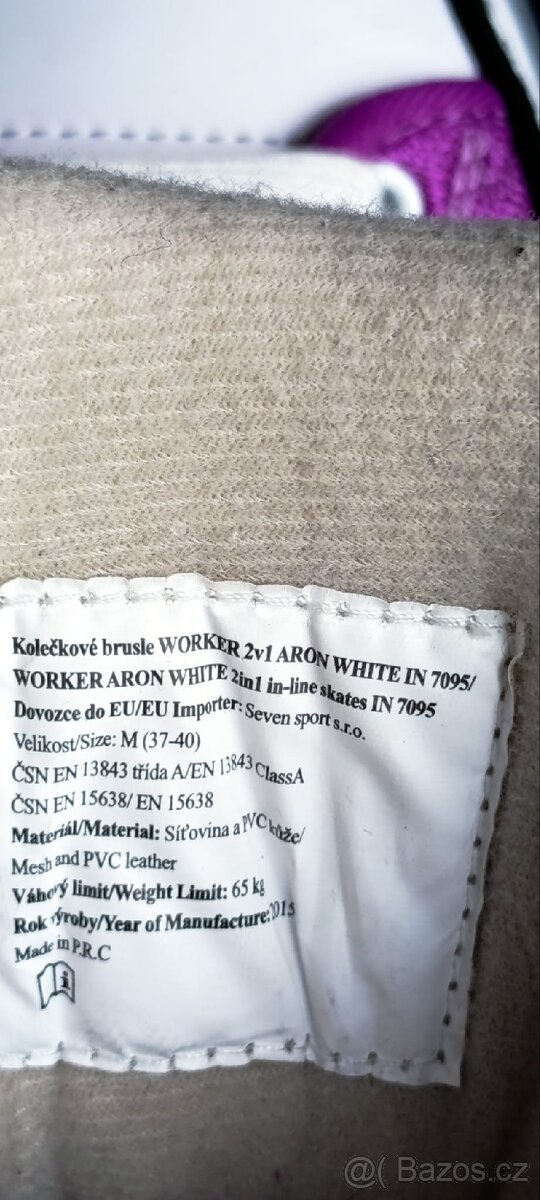 Kolečkové brusle WORKER 2v1 ARON WHITE IN 7095/
WORKER ARON WHITE 2in1 in-line skates IN 7095
Dovozce do EU/EU Importer: Seven sport s.r.o.
Velikost/Size: M (37-40)
ČSN EN 13843 třída A/EN 13843 ClassA
ČSN EN 15638/ EN 15638
Materiál/Material: Síťovina a PVC kůže/
Mesh and PVC leather
Váhový limit/Weight Limit: 65 kg
Rok výroby/Year of Manufacture:
Made in P.R.C
@( Bazos.cz